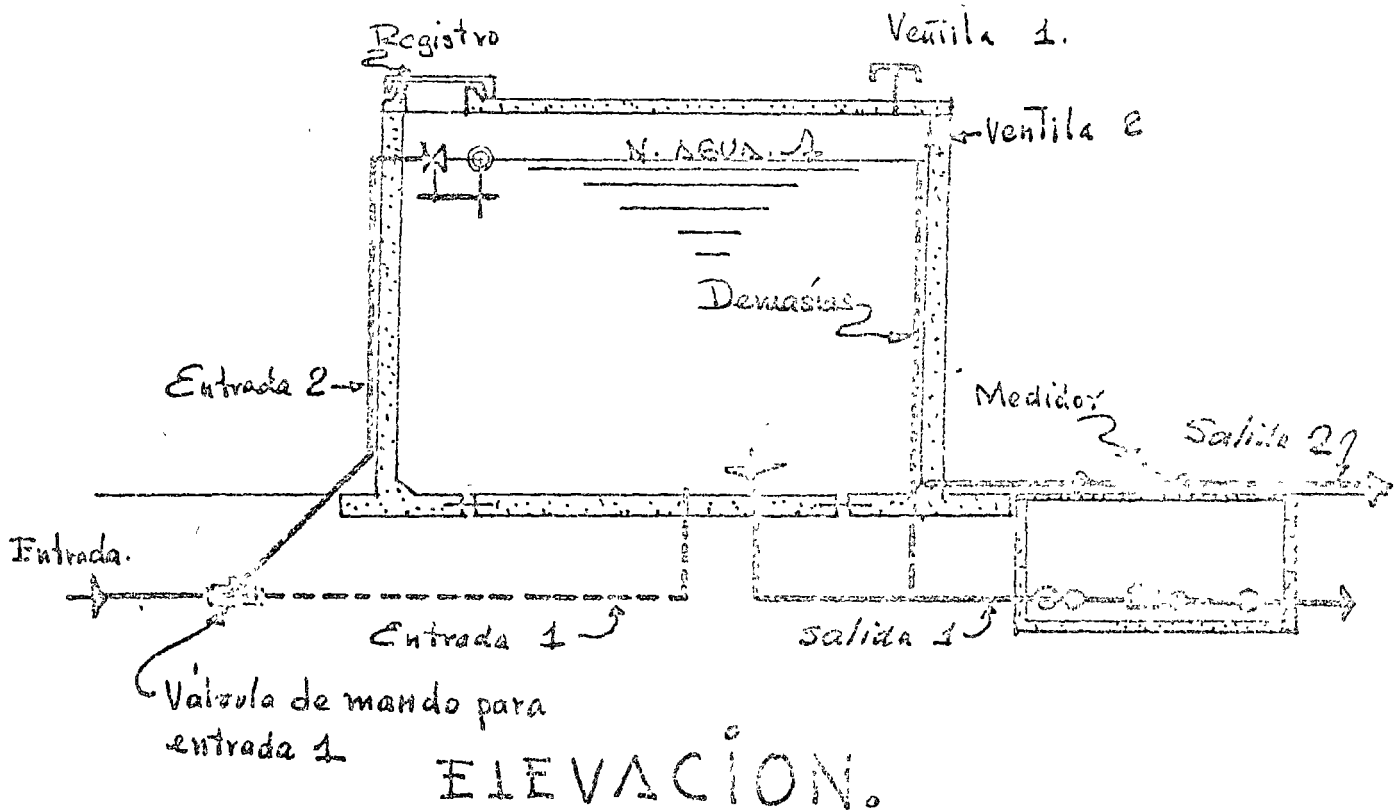 Registro
Ventila 1.
Ventila 2
N. AGUA.
Demasías
Entrada 2
Medidor
Salida 2
Entrada.
Entrada 1
Salida 1
Válvula de mando para
entrada 1
ELEVACIÓN.